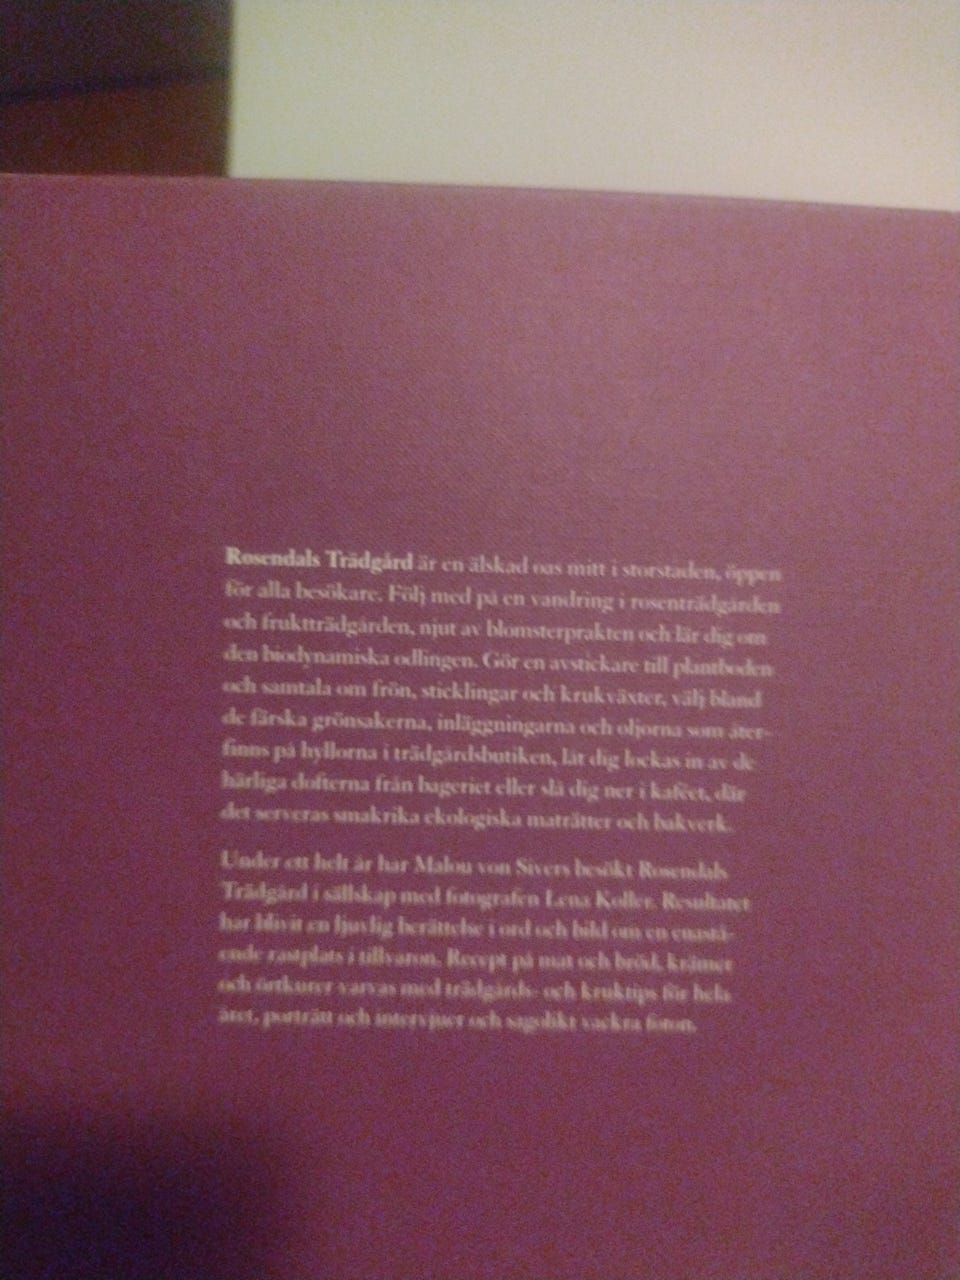 Rosendals Trädgård är en älskad oas mitt i storstaden, öppen
för alla besökare. Följ med på en vandring i rosenträdgården
och fruktträdgården, njut av blomsterprakten och lär dig om
den biodynamiska odlingen. Gör en avstickare till plantboden
och samtala om frön, sticklingar och krukväxter, välj bland
de färska grönsakerna, inläggningarna och oljorna som åter-
finns på hyllorna i trädgårdsbutiken, låt dig lockas in av de
härliga dofterna från bageriet eller slå dig ner i kaféet, där
det serveras smakrika ekologiska maträtter och bakverk.
Under ett helt år har Malou von Sivers besökt Rosendals
Trädgård i sällskap med fotografen Lena Koller. Resultatet
har blivit en ljuvlig berättelse i ord och bild om en enastå-
ende rastplats i tillvaron. Recept på mat och bröd, krämer
och örtkurer varvas med trädgårds- och kruktips för hela
året, porträtt och intervjuer och sagolikt vackra foton.